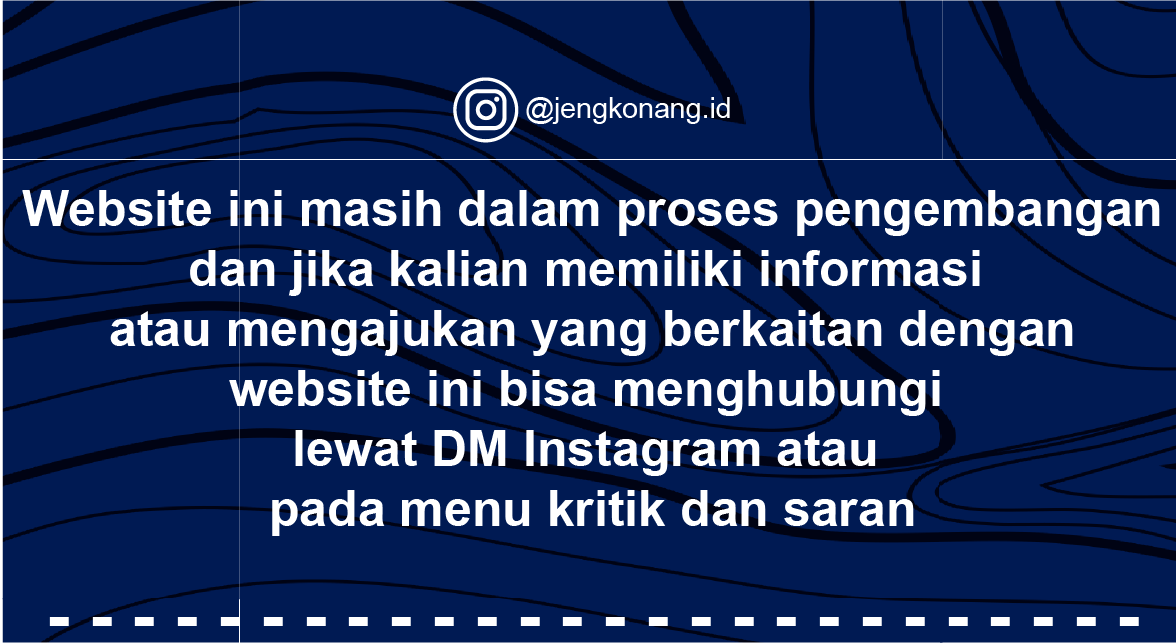 @jengkonang.id
Website ini masih dalam proses pengembangan
dan jika kalian memiliki informasi
atau mengajukan yang berkaitan dengan
website ini bisa menghubungi
lewat DM Instagram atau
pada menu kritik dan saran